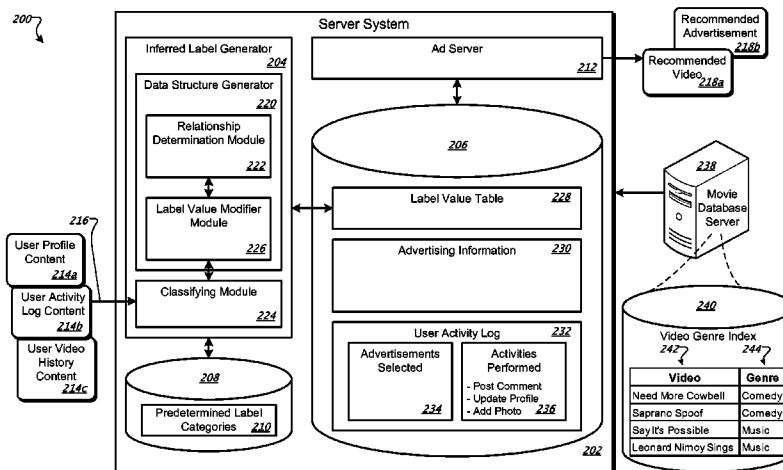 200
Server System
Inferred Label Generator
204
Data Structure Generator
220
Relationship
Determination Module
222
Label Value Modifier
Module
226
Classifying Module
224
208
Predetermined Label
Categories
210
216
User Profile
Content
214a
User Activity
Log Content
214b
User Video
History
Content
214c
Ad Server
212
206
Label Value Table
228
Advertising Information
230
User Activity Log
232
Advertisements
Selected
234
Activities
Performed
- Post Comment
- Update Profile
- Add Photo
236
202
Recommended
Advertisement
218b
Recommended
Video
218a
238
Movie
Database
Server
240
Video Genre Index
242
244
Video Genre
Need More Cowbell Comedy
Saprano Spoof Comedy
Say It's Possible Music
Leonard Nimoy Sings Music